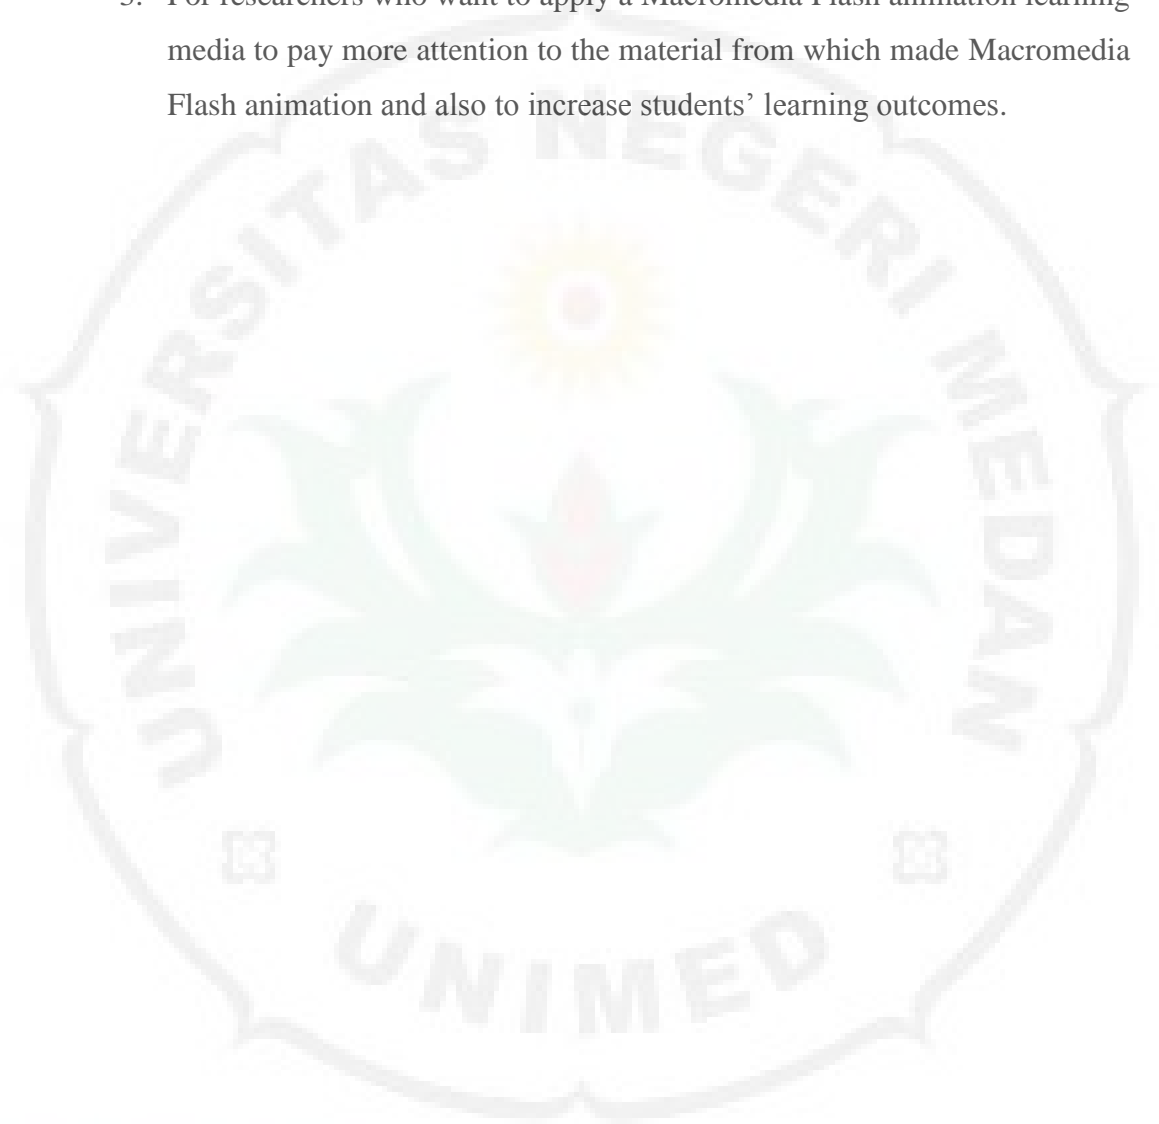 For researchers who want to apply a Macromedia Flash animation learning
media to pay more attention to the material from which made Macromedia
Flash animation and also to increase students’ learning outcomes.
UNIVERSITAS NEGERI MEDAN
UNIMED